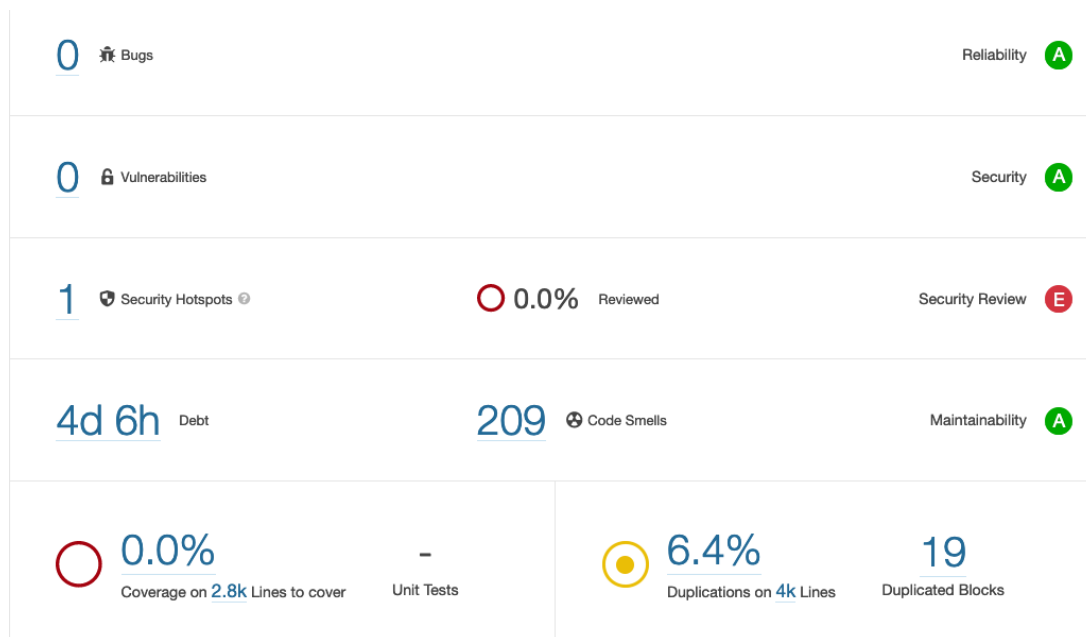 0 Bugs Reliability A
0 Vulnerabilities Security A
1 Security Hotspots ? 0.0% Reviewed Security Review E
4d 6h Debt 209 Code Smells Maintainability A
0.0% - 6.4% 19
Coverage on 2.8k Lines to cover Unit Tests Duplications on 4k Lines Duplicated Blocks